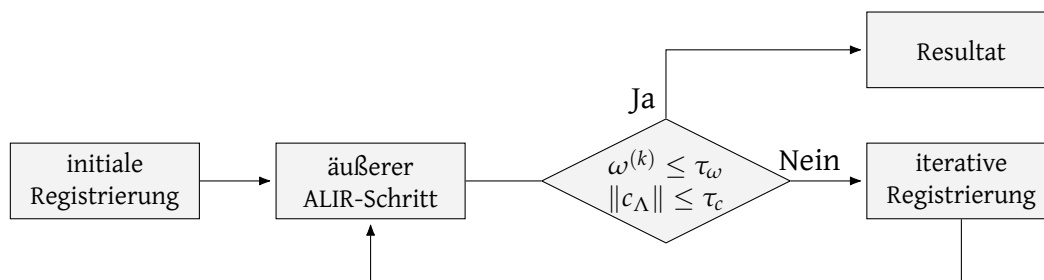 Resultat
Ja
initiale
Registrierung
äußerer
ALIR-Schritt
ω^(k) ≤ τ_ω
‖c_Λ‖ ≤ τ_c
Nein
iterative
Registrierung